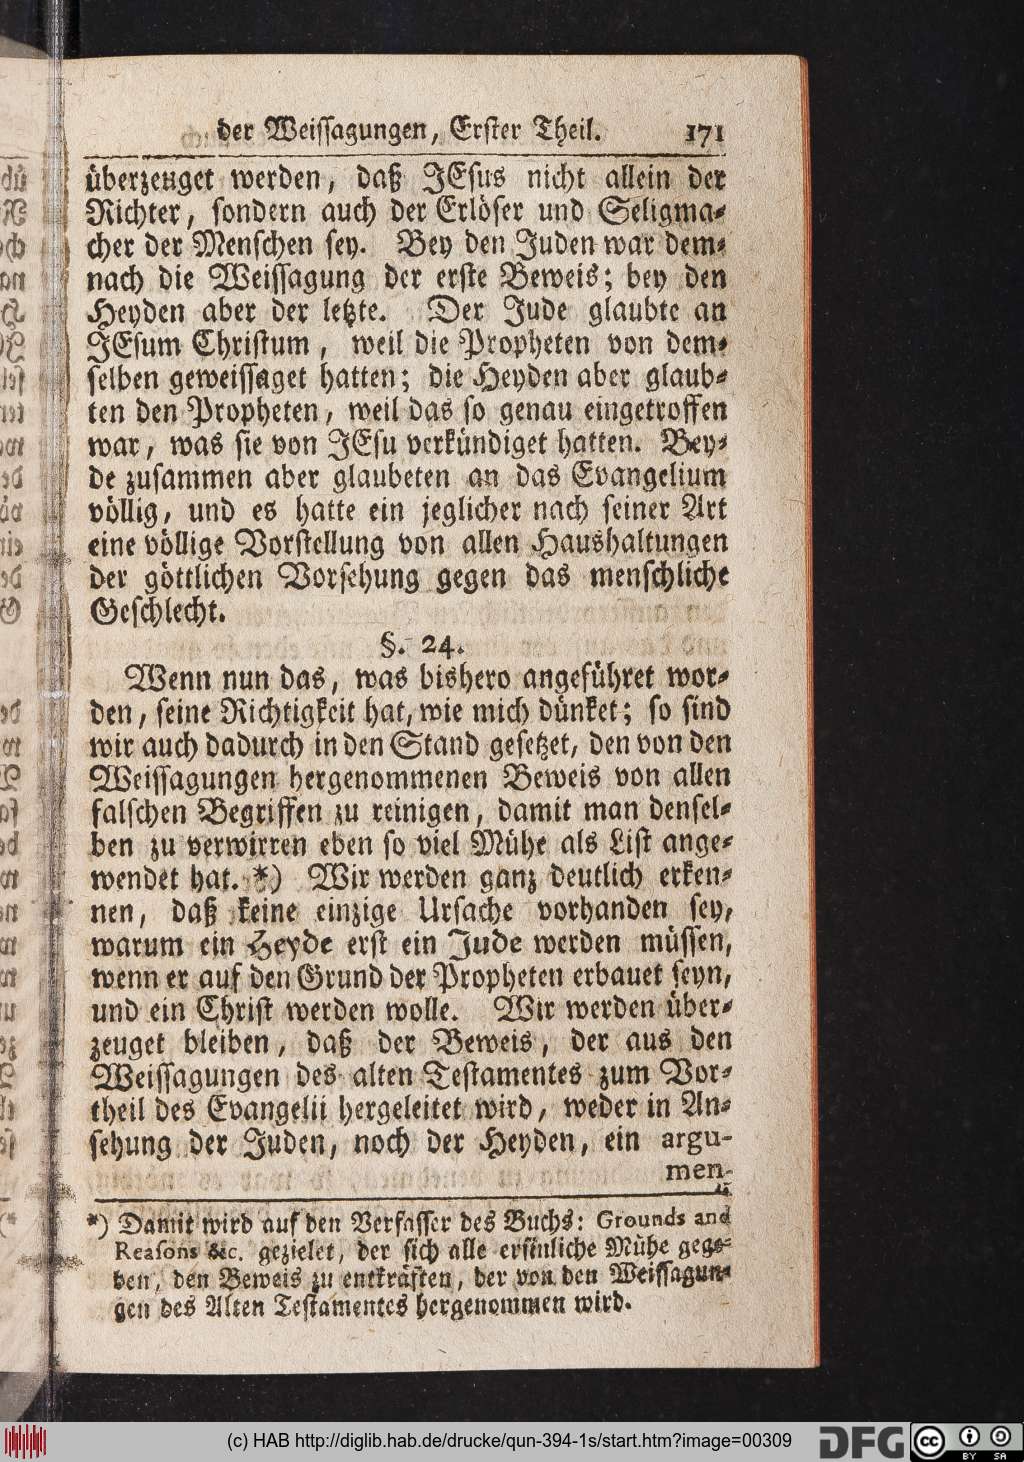 der Weissagungen, Erster Theil. 171
überzeuget werden, daß JEsus nicht allein der
Richter, sondern auch der Erlöser und Seligma-
cher der Menschen sey. Bey den Juden war dem-
nach die Weissagung der erste Beweis; bey den
Heyden aber der letzte. Der Jude glaubte an
JEsum Christum, weil die Propheten von dem-
selben geweissaget hatten; die Heyden aber glaub-
ten den Propheten, weil das so genau eingetroffen
war, was sie von JEsu verkündiget hatten. Bey-
de zusammen aber glaubeten an das Evangelium
völlig, und es hatte ein jeglicher nach seiner Art
eine völlige Vorstellung von allen Haushaltungen
der göttlichen Vorsehung gegen das menschliche
Geschlecht.
§. 24.
Wenn nun das, was bishero angeführet wor-
den, seine Richtigkeit hat, wie mich dünket; so sind
wir auch dadurch in den Stand gesetzet, den von den
Weissagungen hergenommenen Beweis von allen
falschen Begriffen zu reinigen, damit man densel-
ben zu verwirren eben so viel Mühe als List ange-
wendet hat. *) Wir werden ganz deutlich erken-
nen, daß keine einzige Ursache vorhanden sey,
warum ein Heyde erst ein Jude werden müssen,
wenn er auf den Grund der Propheten erbauet seyn,
und ein Christ werden wolle. Wir werden über-
zeuget bleiben, daß der Beweis, der aus den
Weissagungen des alten Testamentes zum Vor-
theil des Evangelii hergeleitet wird, weder in An-
sehung der Juden, noch der Heyden, ein argu-
men-
*) Damit wird auf den Verfasser des Buchs: Grounds and
Reasons &c. gezielet, der sich alle ersinliche Mühe gege-
ben, den Beweis zu entkräften, der von den Weissagun-
gen des Alten Testamentes hergenommen wird.
(c) HAB http://diglib.hab.de/drucke/qun-394-1s/start.htm?image=00309
DFG
cc
BY SA